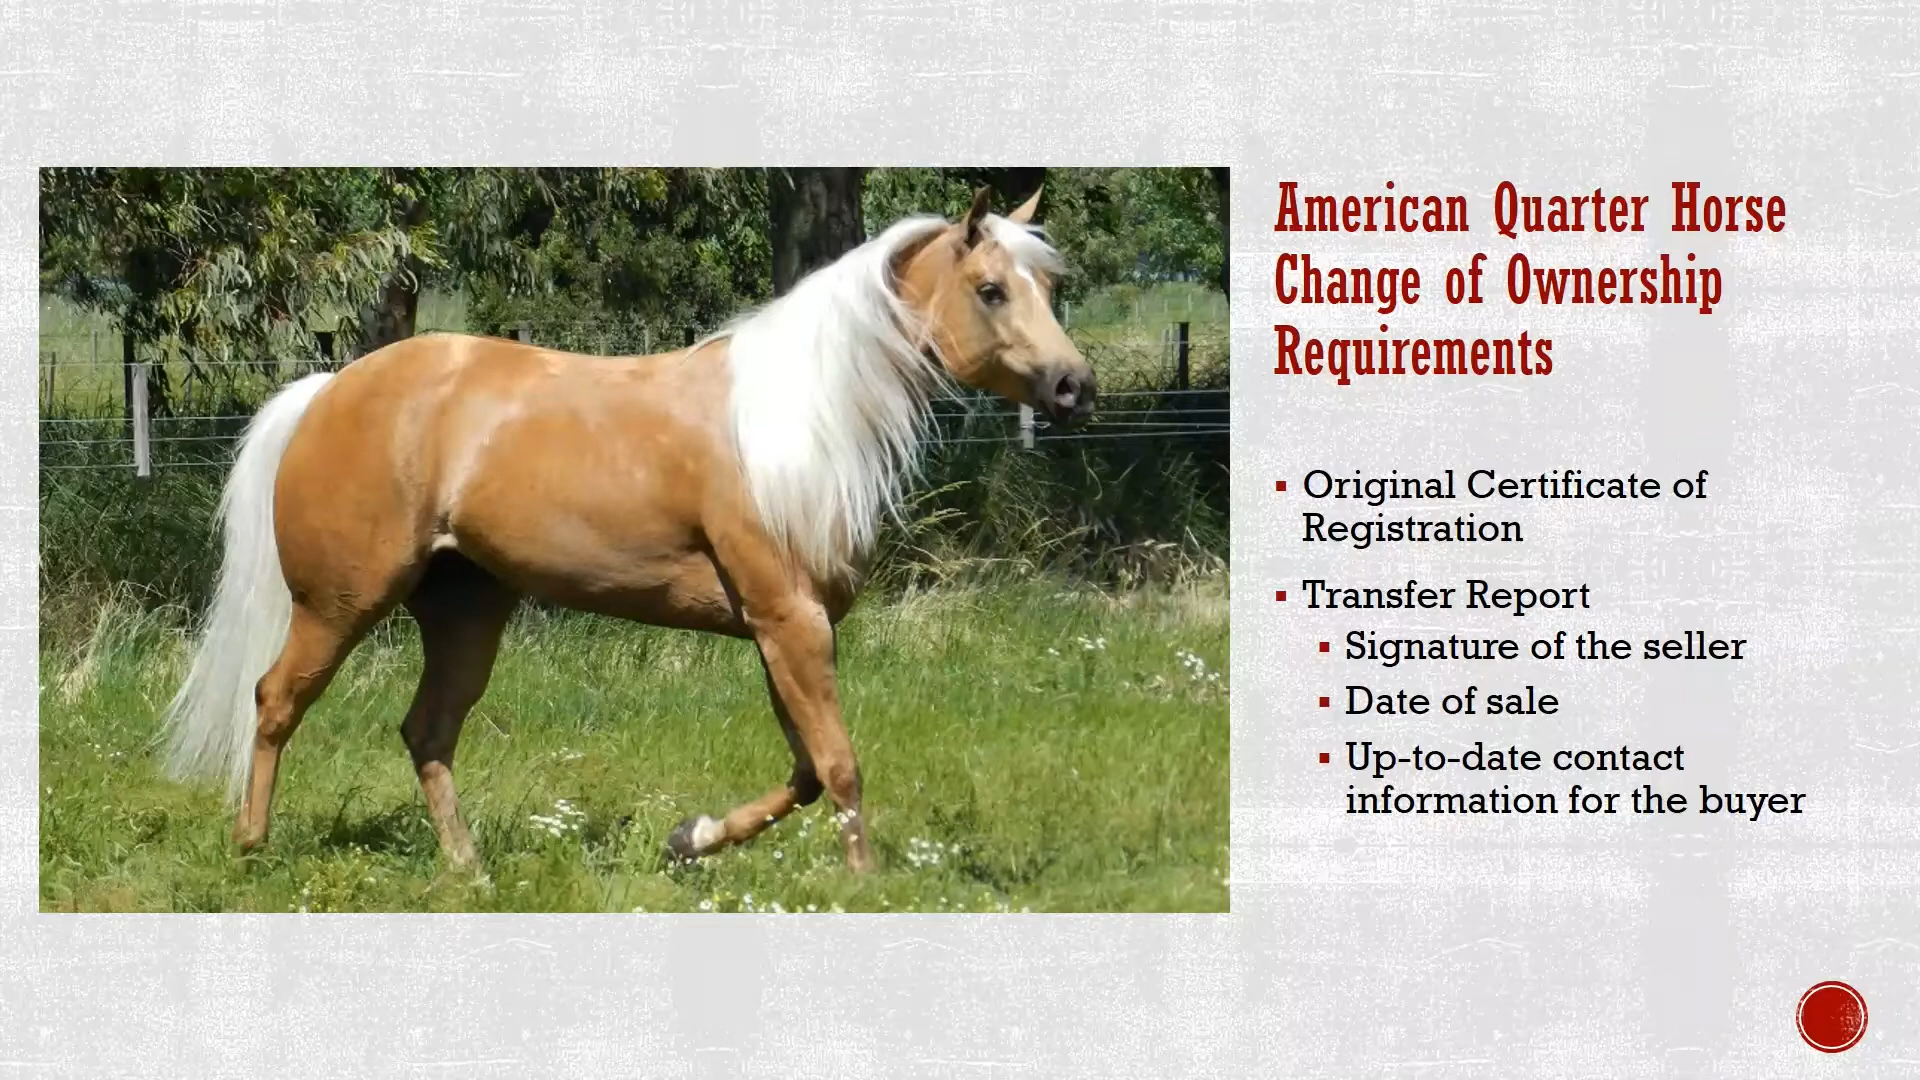 American Quarter Horse
Change of Ownership
Requirements
▪ Original Certificate of
Registration
▪ Transfer Report
▪ Signature of the seller
▪ Date of sale
▪ Up-to-date contact
information for the buyer